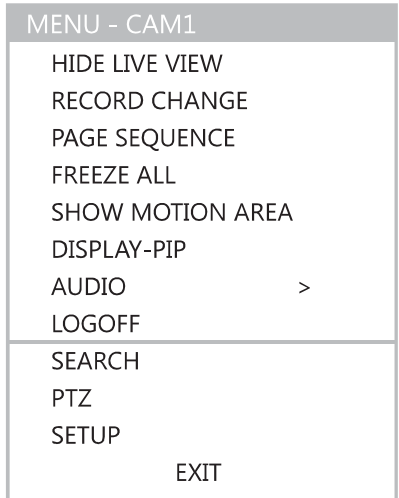 MENU - CAM1
HIDE LIVE VIEW
RECORD CHANGE
PAGE SEQUENCE
FREEZE ALL
SHOW MOTION AREA
DISPLAY-PIP
AUDIO >
LOGOFF
SEARCH
PTZ
SETUP
EXIT